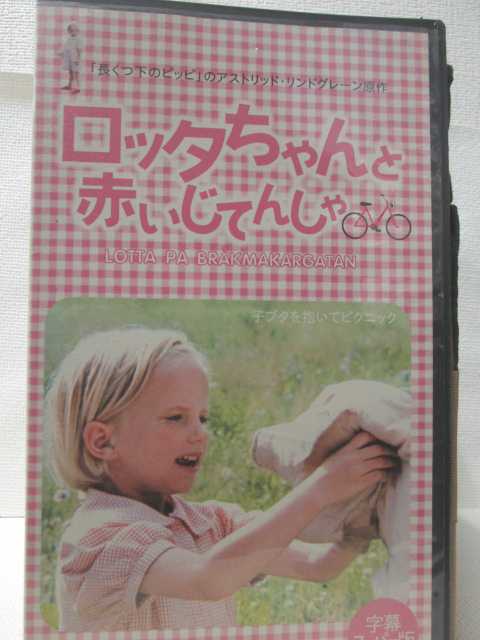 「長くつ下のピッピ」のアストリッド・リンドグレーン原作
ロッタちゃんと
赤いじてんしゃ
LOTTA PA BRAKMAKARGATAN
子ブタを抱いてピクニック
字幕